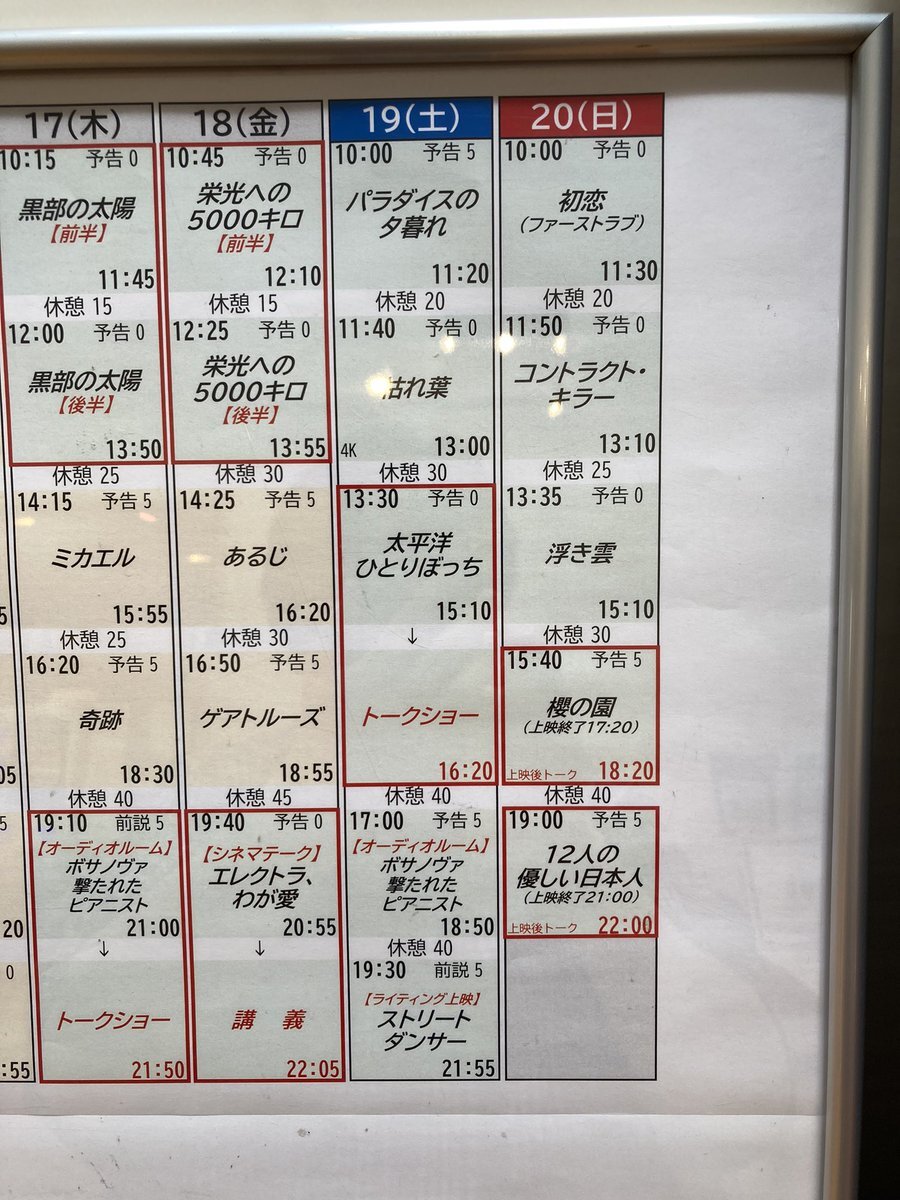 17(木)
10:15 予告 0
黒部の太陽
【前半】
11:45
休憩 15
12:00 予告 0
黒部の太陽
【後半】
13:50
休憩 25
14:15 予告 5
ミカエル
15:55
休憩 25
16:20 予告 5
奇跡
18:30
休憩 40
19:10 前説 5
【オーディオルーム】
ボサノヴァ
撃たれた
ピアニスト
21:00
↓
トークショー
21:50
18(金)
10:45 予告 0
栄光への
5000キロ
【前半】
12:10
休憩 15
12:25 予告 0
栄光への
5000キロ
【後半】
13:55
休憩 30
14:25 予告 5
あるじ
16:20
休憩 30
16:50 予告 5
ゲアトルーズ
18:55
休憩 45
19:40 予告 0
【シネマテーク】
エレクトラ、
わが愛
20:55
↓
講 義
22:05
19(土)
10:00 予告 5
パラダイスの
夕暮れ
11:20
休憩 20
11:40 予告 0
枯れ葉
4K 13:00
休憩 30
13:30 予告 0
太平洋
ひとりぼっち
15:10
↓
トークショー
16:20
休憩 40
17:00 予告 5
【オーディオルーム】
ボサノヴァ
撃たれた
ピアニスト
18:50
休憩 40
19:30 前説 5
【ライティング上映】
ストリート
ダンサー
21:55
20(日)
10:00 予告 0
初恋
(ファーストラブ)
11:30
休憩 20
11:50 予告 0
コントラクト・
キラー
13:10
休憩 25
13:35 予告 0
浮き雲
15:10
休憩 30
15:40 予告 5
櫻の園
(上映終了17:20)
上映後トーク 18:20
休憩 40
19:00 予告 5
12人の
優しい日本人
(上映終了21:00)
上映後トーク 22:00